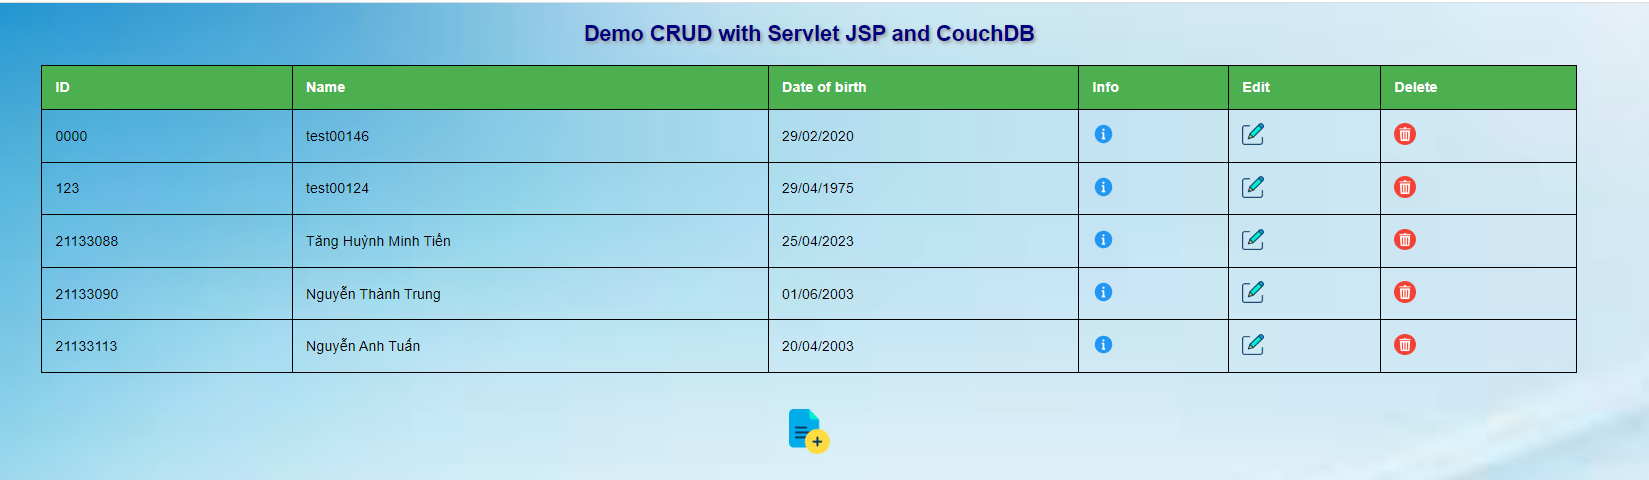 Demo CRUD with Servlet JSP and CouchDB
ID Name Date of birth Info Edit Delete
0000 test00146 29/02/2020
123 test00124 29/04/1975
21133088 Tăng Huỳnh Minh Tiến 25/04/2023
21133090 Nguyễn Thành Trung 01/06/2003
21133113 Nguyễn Anh Tuấn 20/04/2003